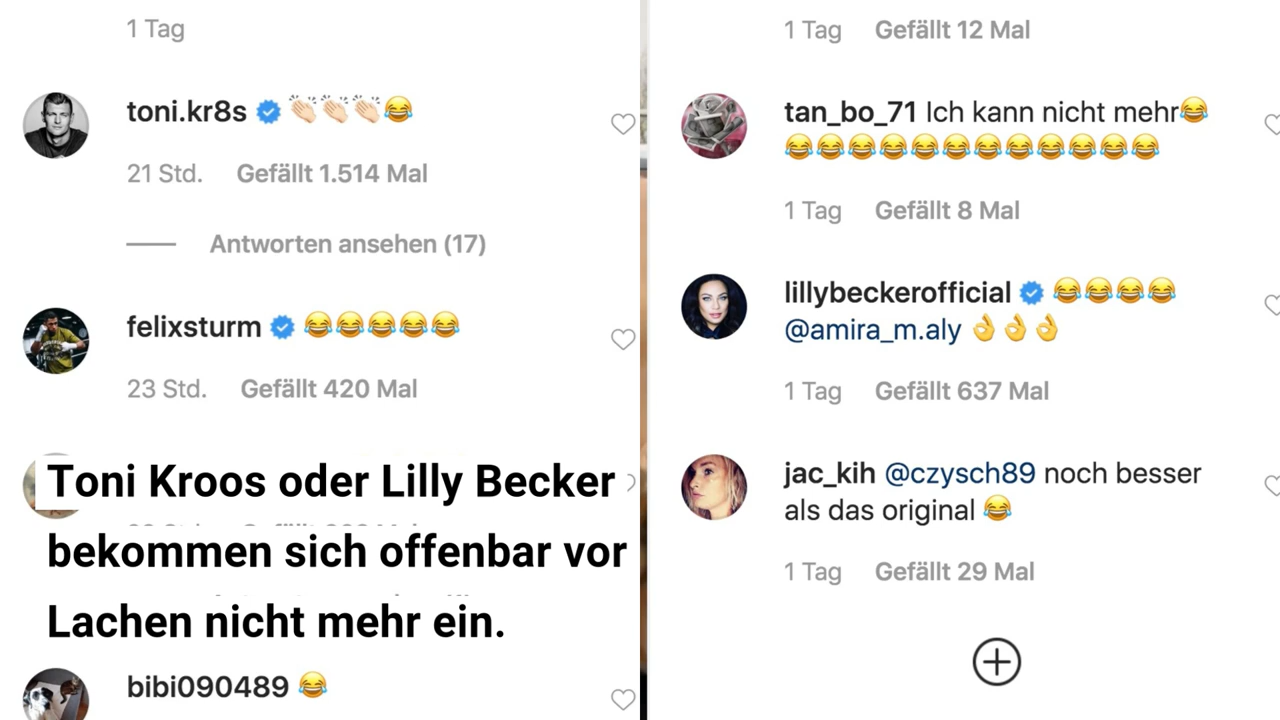 1 Tag
toni.kr8s 👏🏻👏🏻👏🏻😂
21 Std. Gefällt 1.514 Mal
Antworten ansehen (17)
felixsturm 😂😂😂😂😂
23 Std. Gefällt 420 Mal
Toni Kroos oder Lilly Becker
bekommen sich offenbar vor
Lachen nicht mehr ein.
bibi090489 😂
1 Tag Gefällt 12 Mal
tan_bo_71 Ich kann nicht mehr😂
😂😂😂😂😂😂😂😂😂😂😂😂
1 Tag Gefällt 8 Mal
lillybeckerofficial 😂😂😂😂
@amira_m.aly 👌👌👌
1 Tag Gefällt 637 Mal
jac_kih @czysch89 noch besser
als das original 😂
1 Tag Gefällt 29 Mal